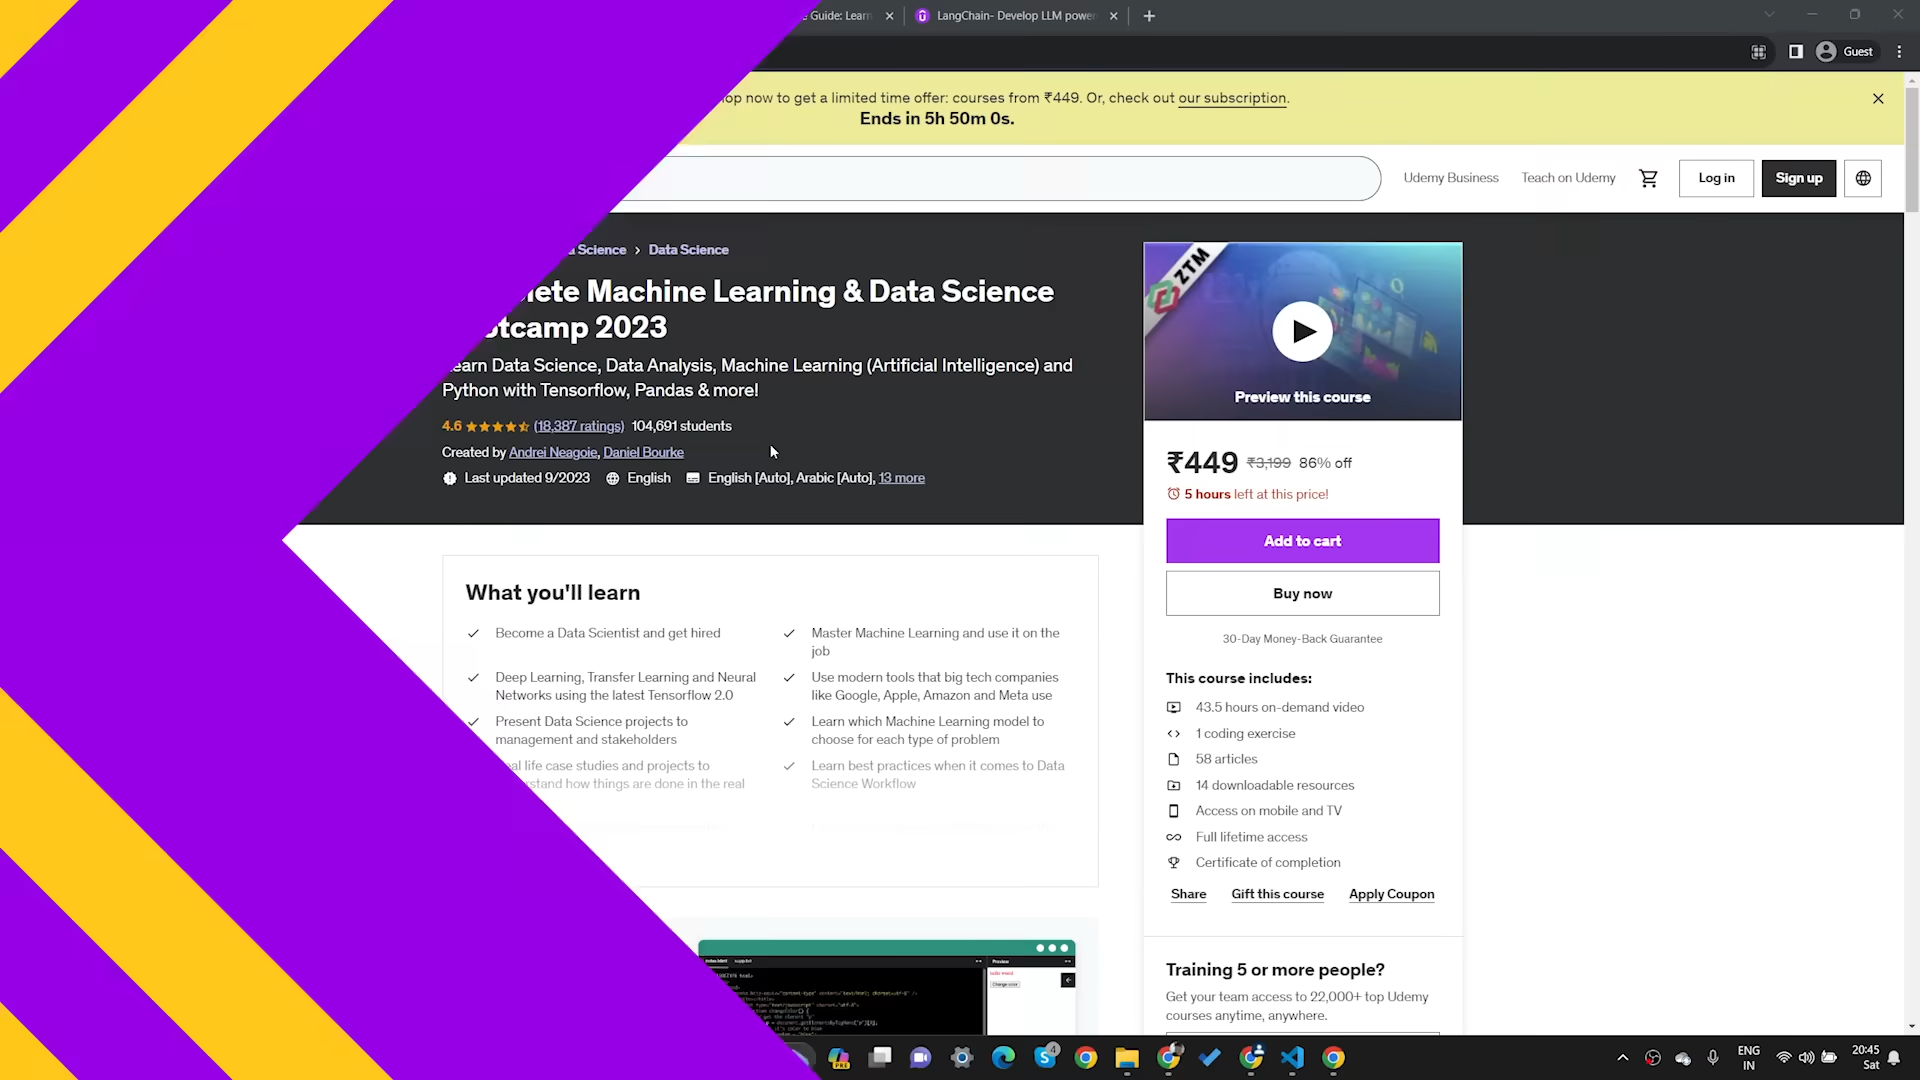 Guide: Learn
LangChain- Develop LLM power
Guest
now to get a limited time offer: courses from ₹449. Or, check out our subscription.
Ends in 5h 50m 0s.
Udemy Business
Teach on Udemy
Log in
Sign up
Science › Data Science
Machine Learning & Data Science
2023
Data Science, Data Analysis, Machine Learning (Artificial Intelligence) and
Python with Tensorflow, Pandas & more!
4.6 (18,387 ratings) 104,691 students
Created by Andrei Neagoie, Daniel Bourke
Last updated 9/2023 English English [Auto], Arabic [Auto], 13 more
ZTM
Preview this course
₹449 ₹3,199 86% off
5 hours left at this price!
Add to cart
Buy now
30-Day Money-Back Guarantee
This course includes:
43.5 hours on-demand video
1 coding exercise
58 articles
14 downloadable resources
Access on mobile and TV
Full lifetime access
Certificate of completion
Share Gift this course Apply Coupon
Training 5 or more people?
Get your team access to 22,000+ top Udemy
courses anytime, anywhere.
What you'll learn
Become a Data Scientist and get hired
Master Machine Learning and use it on the
job
Deep Learning, Transfer Learning and Neural
Networks using the latest Tensorflow 2.0
Use modern tools that big tech companies
like Google, Apple, Amazon and Meta use
Present Data Science projects to
management and stakeholders
Learn which Machine Learning model to
choose for each type of problem
life case studies and projects to
how things are done in the real
Learn best practices when it comes to Data
Science Workflow
Preview
Change color
PRE
4
ENG
IN
20:45
Sat